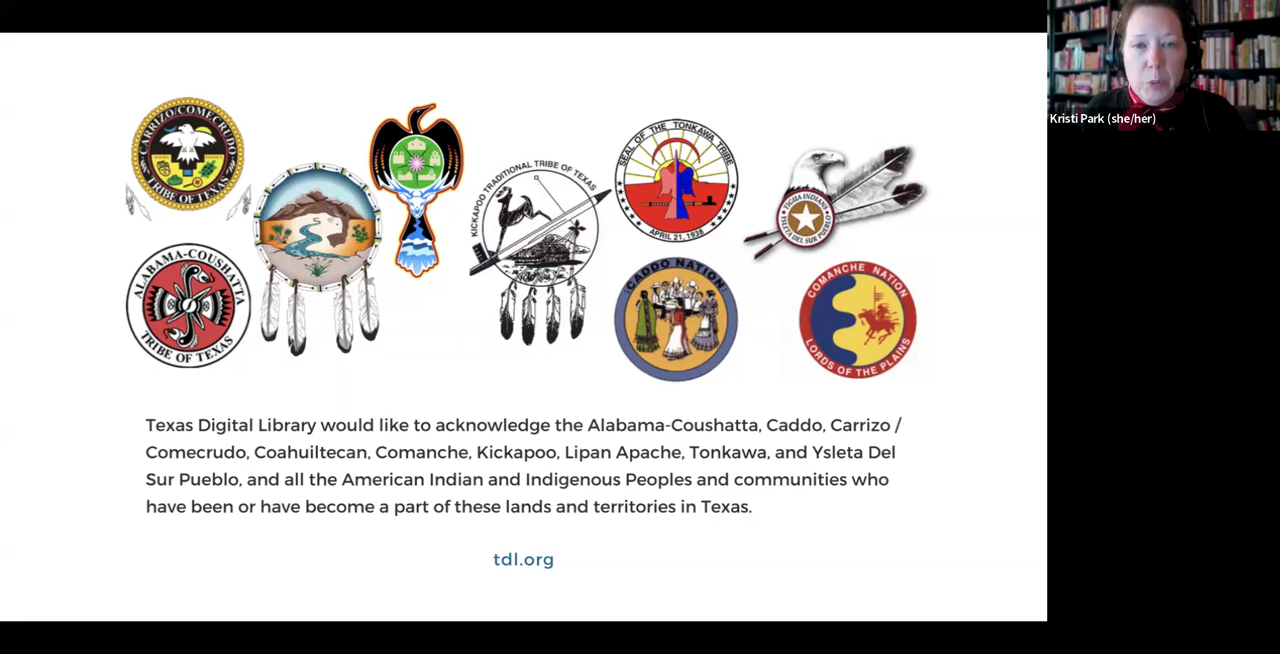 Kristi Park (she/her)
CARRIZO/COMECRUDO
TRIBE OF TEXAS
ALABAMA-COUSHATTA
TRIBE OF TEXAS
KICKAPOO TRADITIONAL TRIBE OF TEXAS
SEAL OF THE TONKAWA TRIBE
APRIL 21, 1938
CADDO NATION
TIGUA INDIANS
YSLETA DEL SUR PUEBLO
COMANCHE NATION
LORDS OF THE PLAINS
Texas Digital Library would like to acknowledge the Alabama-Coushatta, Caddo, Carrizo /
Comecrudo, Coahuiltecan, Comanche, Kickapoo, Lipan Apache, Tonkawa, and Ysleta Del
Sur Pueblo, and all the American Indian and Indigenous Peoples and communities who
have been or have become a part of these lands and territories in Texas.
tdl.org